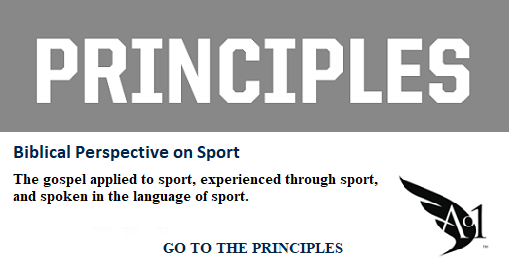 PRINCIPLES
Biblical Perspective on Sport
The gospel applied to sport, experienced through sport,
and spoken in the language of sport.
Ao1
™
GO TO THE PRINCIPLES